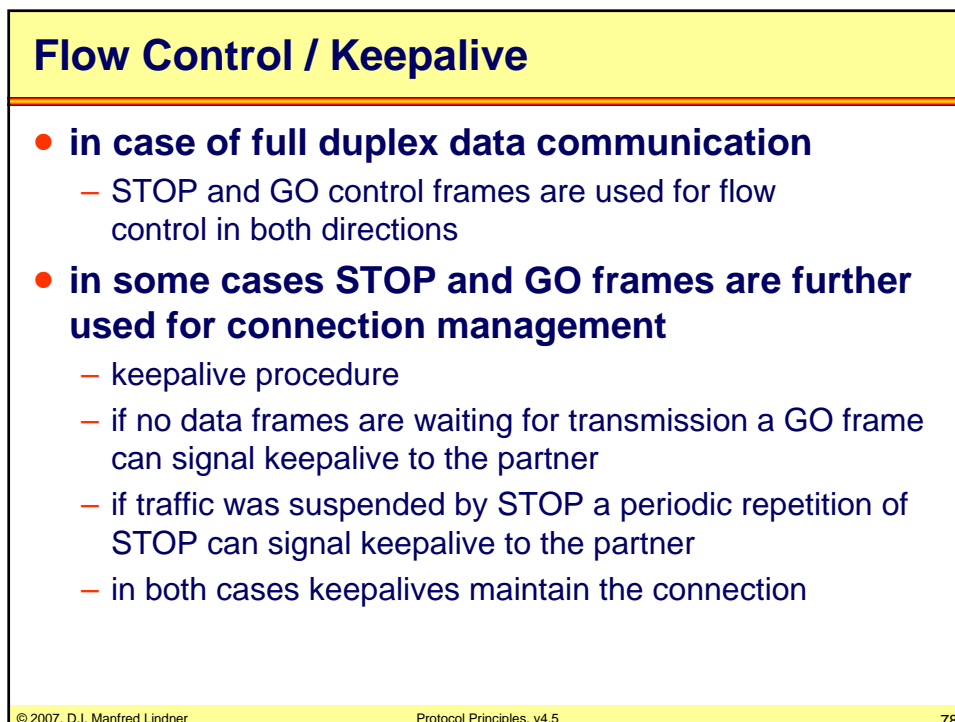 Flow Control / Keepalive
• in case of full duplex data communication
– STOP and GO control frames are used for flow
control in both directions
• in some cases STOP and GO frames are further
used for connection management
– keepalive procedure
– if no data frames are waiting for transmission a GO frame
can signal keepalive to the partner
– if traffic was suspended by STOP a periodic repetition of
STOP can signal keepalive to the partner
– in both cases keepalives maintain the connection
© 2007, D.I. Manfred Lindner
Protocol Principles, v4.5
78